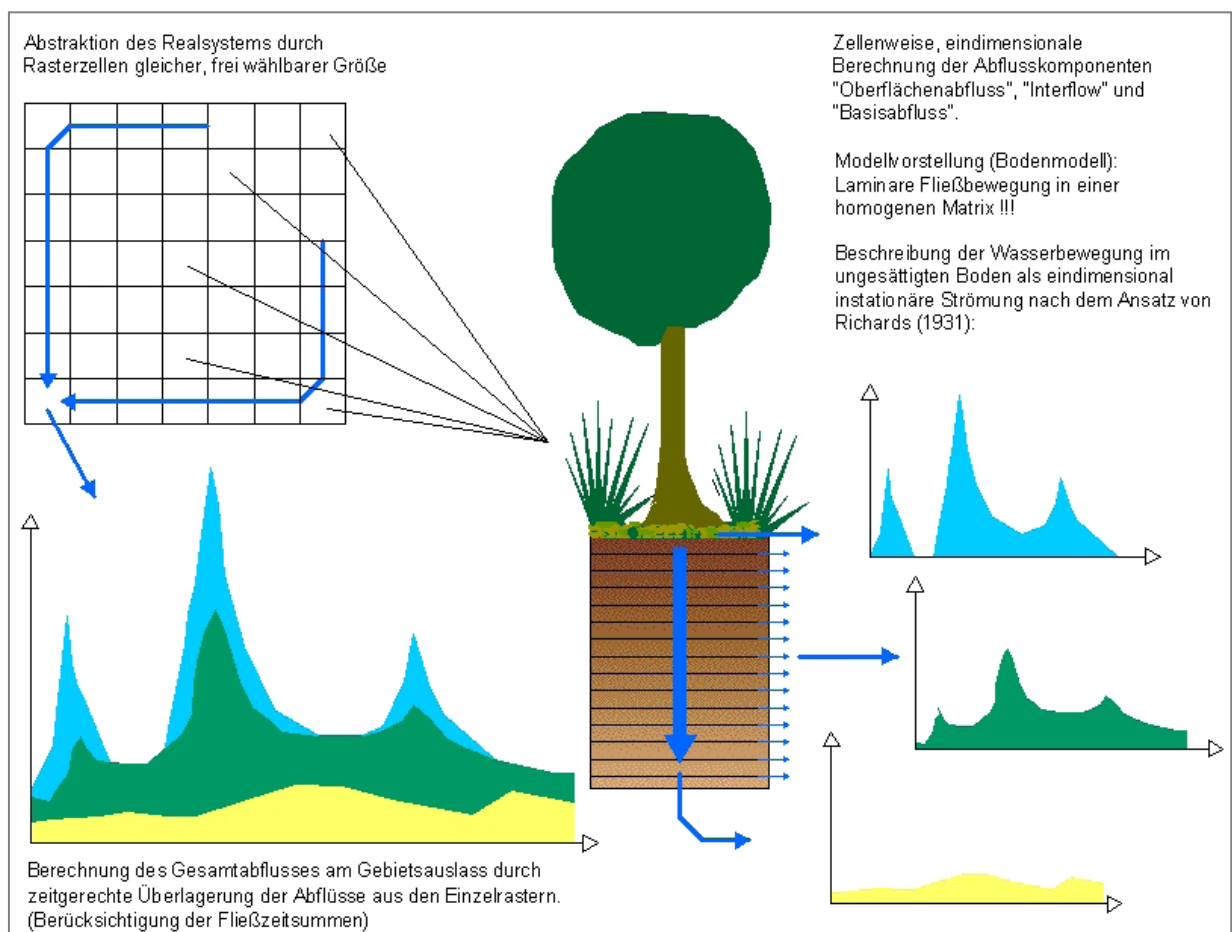 Abstraktion des Realsystems durch
Rasterzellen gleicher, frei wählbarer Größe
Zellenweise, eindimensionale
Berechnung der Abflusskomponenten
"Oberflächenabfluss", "Interflow" und
"Basisabfluss".
Modellvorstellung (Bodenmodell):
Laminare Fließbewegung in einer
homogenen Matrix !!!
Beschreibung der Wasserbewegung im
ungesättigten Boden als eindimensional
instationäre Strömung nach dem Ansatz von
Richards (1931):
Berechnung des Gesamtabflusses am Gebietsauslass durch
zeitgerechte Überlagerung der Abflüsse aus den Einzelrastern.
(Berücksichtigung der Fließzeitsummen)